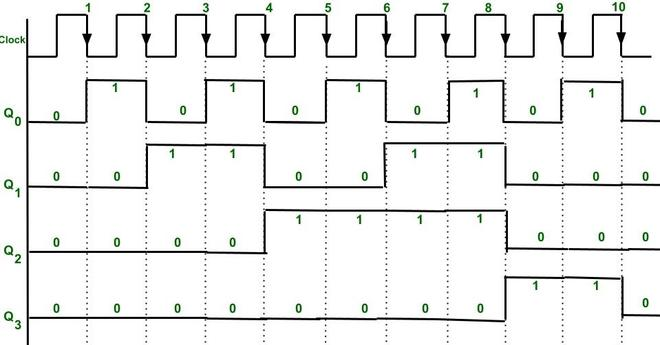 1 2 3 4 5 6 7 8 9 10
Clock
1 1 1 1 1
Q0 0 0 0 0 0 0
1 1 1 1
Q1 0 0 0 0 0 0 0
1 1 1 1
Q2 0 0 0 0 0 0 0
1 1
Q3 0 0 0 0 0 0 0 0 0